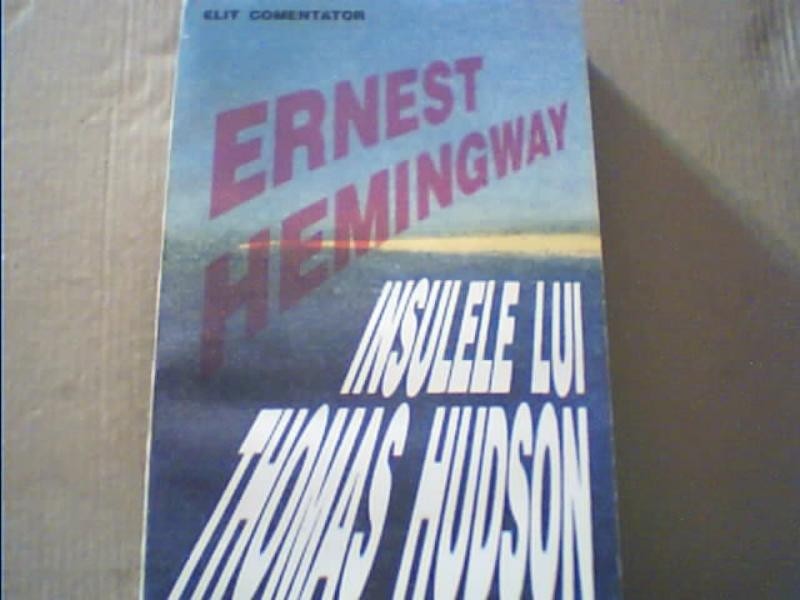 ELIT COMENTATOR
ERNEST
HEMINGWAY
INSULELE LUI
THOMAS HUDSON